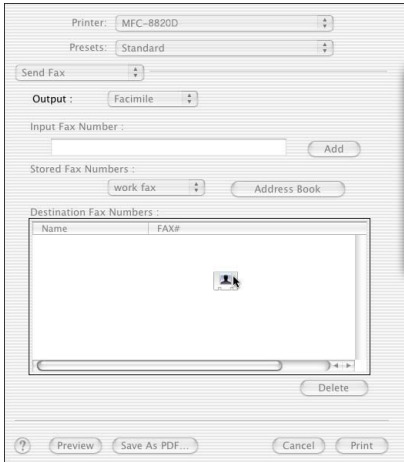 Printer: MFC-8820D
Presets: Standard
Send Fax
Output : Facimile
Input Fax Number :
Add
Stored Fax Numbers :
work fax Address Book
Destination Fax Numbers :
Name FAX#
Delete
? Preview Save As PDF... Cancel Print